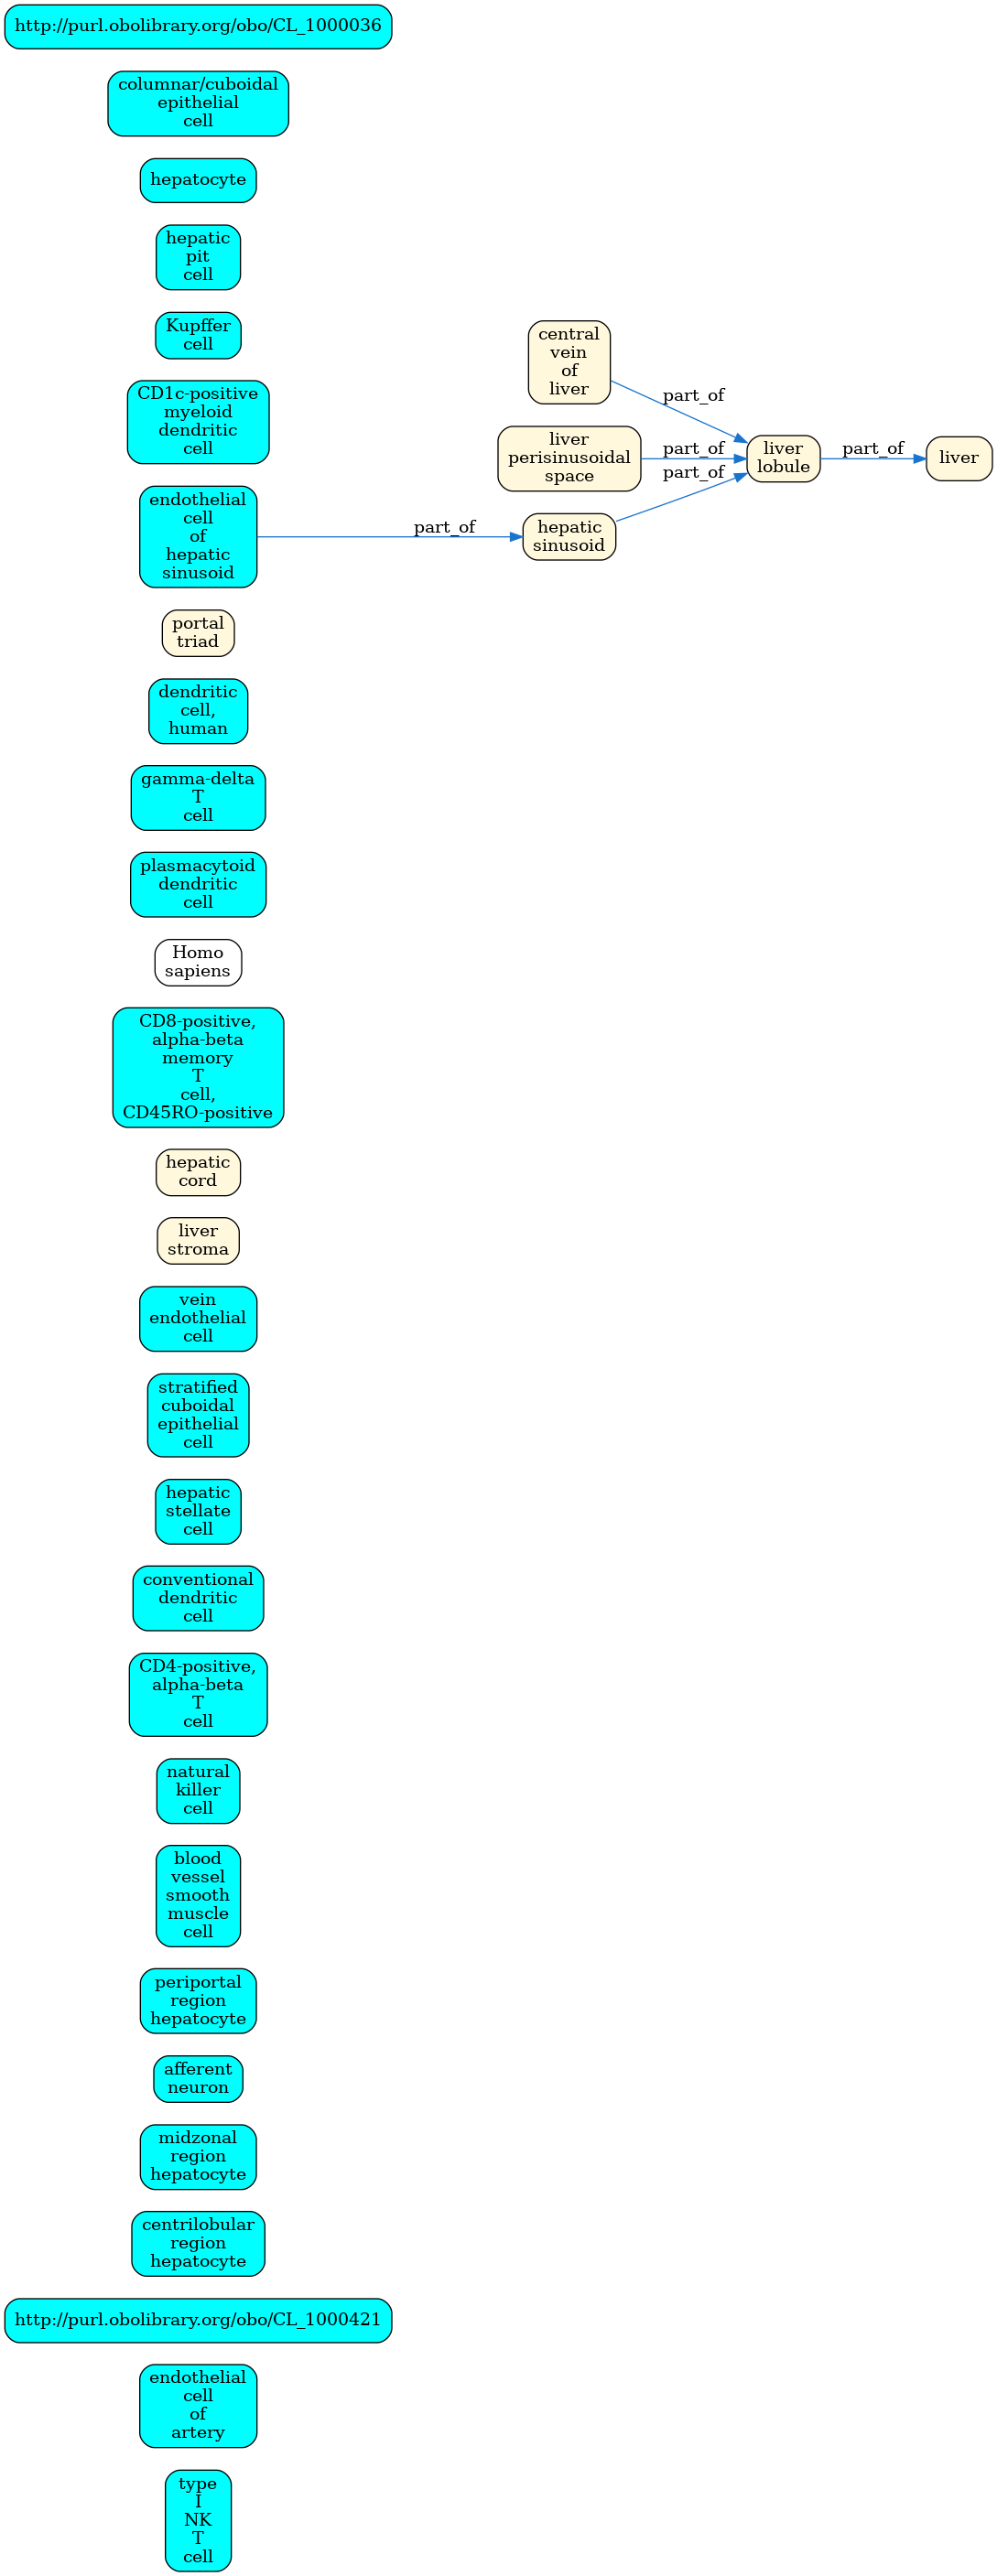 http://purl.obolibrary.org/obo/CL_1000036
columnar/cuboidal
epithelial
cell
hepatocyte
hepatic
pit
cell
Kupffer
cell
CD1c-positive
myeloid
dendritic
cell
endothelial
cell
of
hepatic
sinusoid
part_of
central
vein
of
liver
part_of
liver
perisinusoidal
space
part_of
hepatic
sinusoid
part_of
liver
lobule
part_of
liver
portal
triad
dendritic
cell,
human
gamma-delta
T
cell
plasmacytoid
dendritic
cell
Homo
sapiens
CD8-positive,
alpha-beta
memory
T
cell,
CD45RO-positive
hepatic
cord
liver
stroma
vein
endothelial
cell
stratified
cuboidal
epithelial
cell
hepatic
stellate
cell
conventional
dendritic
cell
CD4-positive,
alpha-beta
T
cell
natural
killer
cell
blood
vessel
smooth
muscle
cell
periportal
region
hepatocyte
afferent
neuron
midzonal
region
hepatocyte
centrilobular
region
hepatocyte
http://purl.obolibrary.org/obo/CL_1000421
endothelial
cell
of
artery
type
I
NK
T
cell